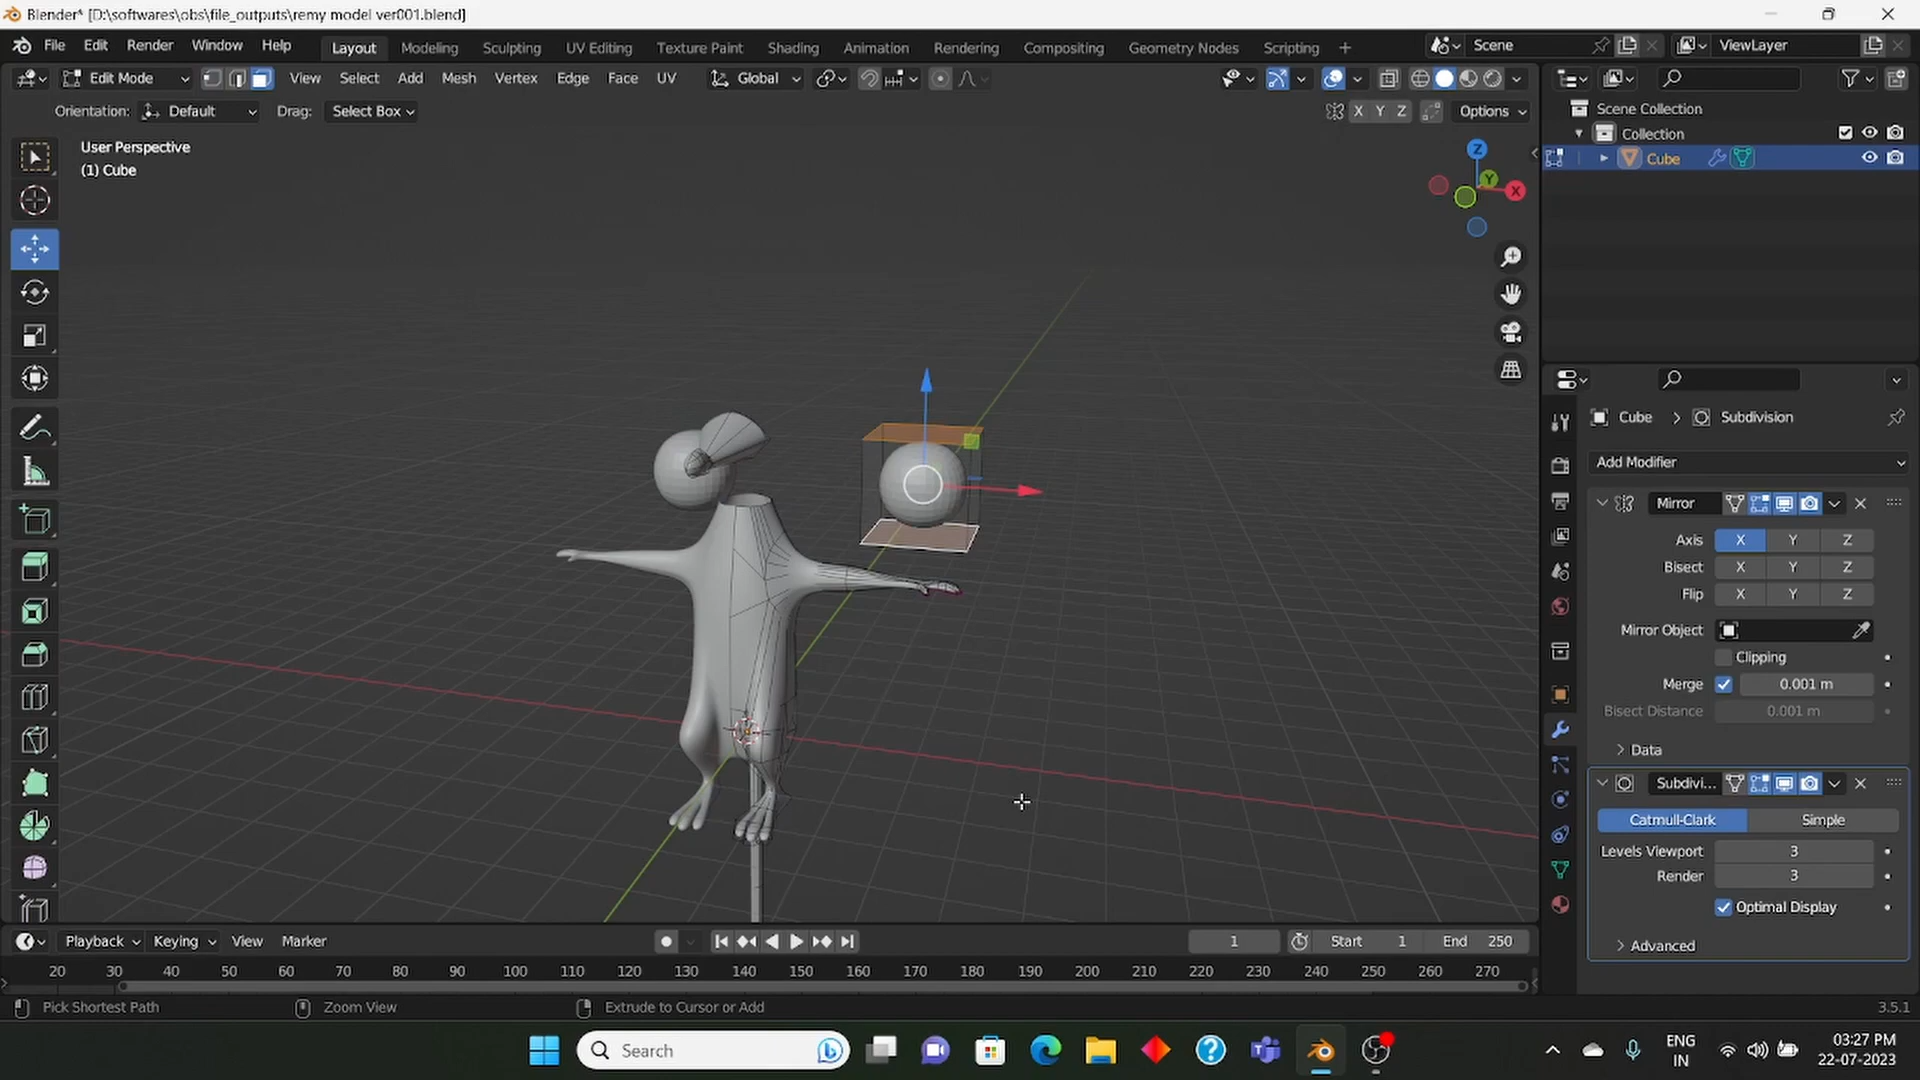 Blender* [D:\softwares\obs\file_outputs\remy model ver001.blend]
File Edit Render Window Help Layout Modeling Sculpting UV Editing Texture Paint Shading Animation Rendering Compositing Geometry Nodes Scripting + Scene ViewLayer
Edit Mode View Select Add Mesh Vertex Edge Face UV Global
Orientation: Default Drag: Select Box X Y Z Options
User Perspective
(1) Cube
Z
Y
X
Scene Collection
Collection
Cube
Cube > Subdivision
Add Modifier
Mirror
Axis X Y Z
Bisect X Y Z
Flip X Y Z
Mirror Object
Clipping
Merge 0.001 m
Bisect Distance 0.001 m
Data
Subdivi...
Catmull-Clark Simple
Levels Viewport 3
Render 3
Optimal Display
Advanced
Playback Keying View Marker 1 Start 1 End 250
20 30 40 50 60 70 80 90 100 110 120 130 140 150 160 170 180 190 200 210 220 230 240 250 260 270
Pick Shortest Path Zoom View Extrude to Cursor or Add 3.5.1
Search
ENG
IN
03:27 PM
22-07-2023